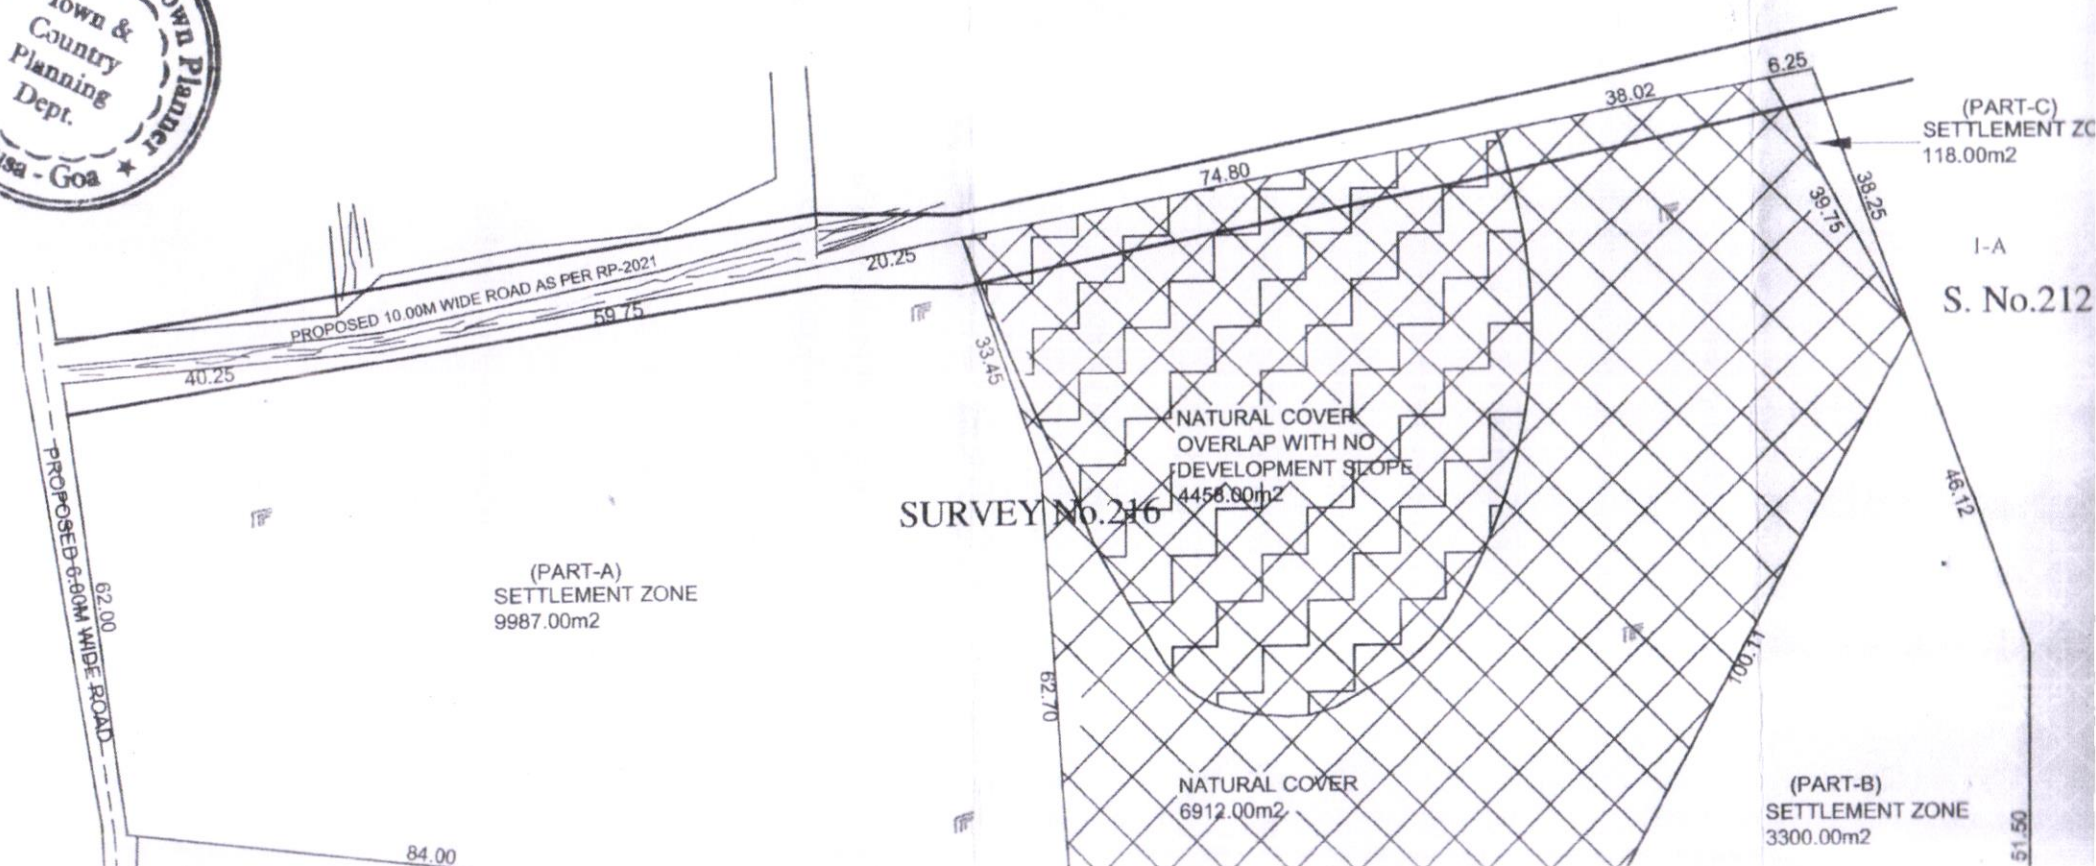 Town &
Country
Planning
Dept.
own Planner
usa - Goa ★
6.25
38.02
(PART-C)
SETTLEMENT ZO
118.00m2
74.80
38.25
39.75
I-A
S. No.212
20.25
PROPOSED 10.00M WIDE ROAD AS PER RP-2021
59.75
40.25
33.45
NATURAL COVER
OVERLAP WITH NO
DEVELOPMENT SLOPE
4458.00m2
SURVEY No.216
46.12
PROPOSED 6.00M WIDE ROAD
62.00
(PART-A)
SETTLEMENT ZONE
9987.00m2
62.70
100.11
NATURAL COVER
6912.00m2
(PART-B)
SETTLEMENT ZONE
3300.00m2
51.50
84.00